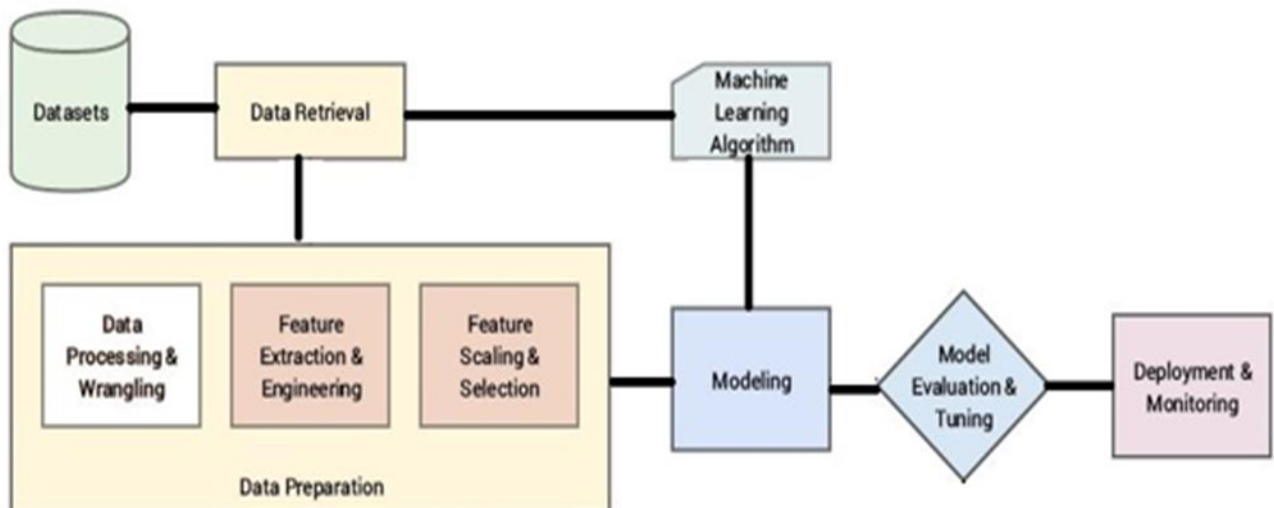 Datasets
Data Retrieval
Machine
Learning
Algorithm
Data
Processing &
Wrangling
Feature
Extraction &
Engineering
Feature
Scaling &
Selection
Data Preparation
Modeling
Model
Evaluation &
Tuning
Deployment &
Monitoring